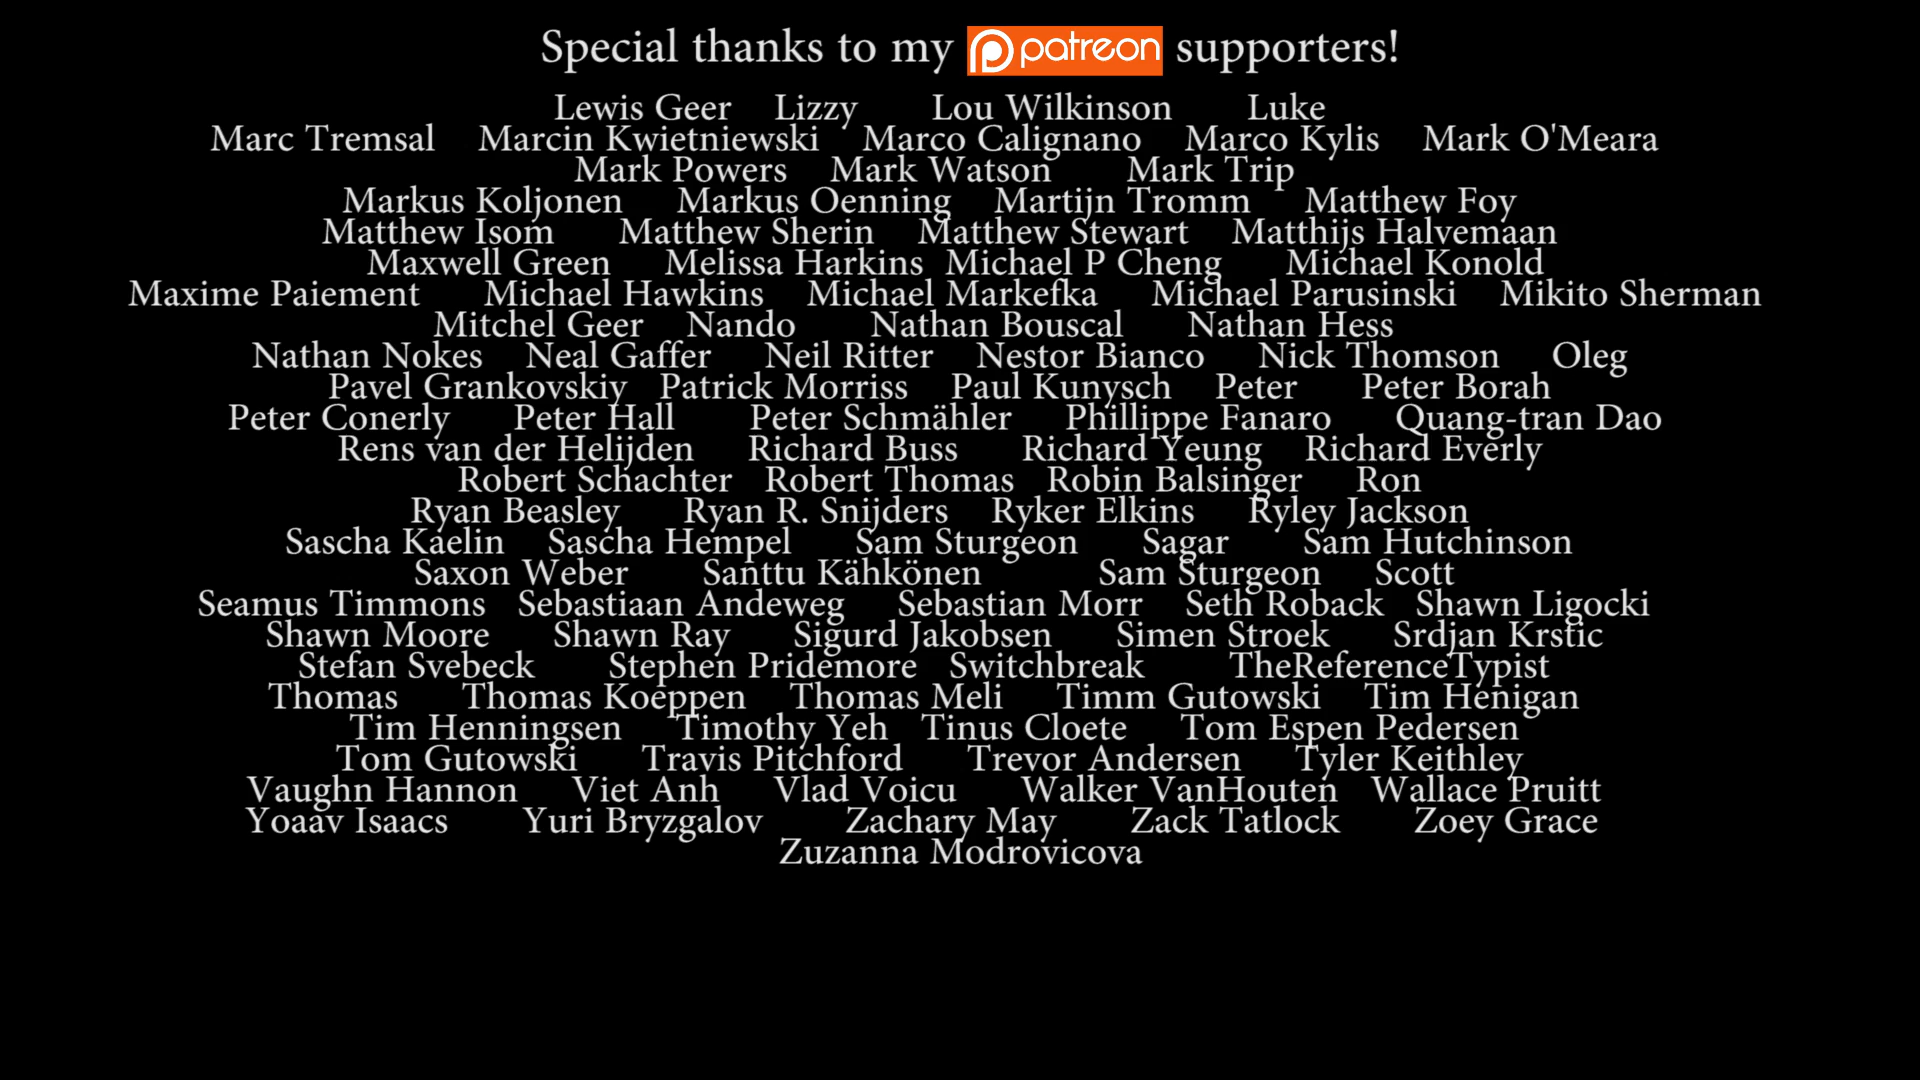 Special thanks to my patreon supporters!
Lewis Geer Lizzy Lou Wilkinson Luke
Marc Tremsal Marcin Kwietniewski Marco Calignano Marco Kylis Mark O'Meara
Mark Powers Mark Watson Mark Trip
Markus Koljonen Markus Oenning Martijn Tromm Matthew Foy
Matthew Isom Matthew Sherin Matthew Stewart Matthijs Halvemaan
Maxwell Green Melissa Harkins Michael P Cheng Michael Konold
Maxime Paiement Michael Hawkins Michael Markefka Michael Parusinski Mikito Sherman
Mitchel Geer Nando Nathan Bouscal Nathan Hess
Nathan Nokes Neal Gaffer Neil Ritter Nestor Bianco Nick Thomson Oleg
Pavel Grankovskiy Patrick Morriss Paul Kunysch Peter Peter Borah
Peter Conerly Peter Hall Peter Schmähler Phillippe Fanaro Quang-tran Dao
Rens van der Helijden Richard Buss Richard Yeung Richard Everly
Robert Schachter Robert Thomas Robin Balsinger Ron
Ryan Beasley Ryan R. Snijders Ryker Elkins Ryley Jackson
Sascha Kaelin Sascha Hempel Sam Sturgeon Sagar Sam Hutchinson
Saxon Weber Santtu Kähkönen Sam Sturgeon Scott
Seamus Timmons Sebastiaan Andeweg Sebastian Morr Seth Roback Shawn Ligocki
Shawn Moore Shawn Ray Sigurd Jakobsen Simen Stroek Srdjan Krstic
Stefan Svebeck Stephen Pridemore Switchbreak TheReferenceTypist
Thomas Thomas Koeppen Thomas Meli Timm Gutowski Tim Henigan
Tim Henningsen Timothy Yeh Tinus Cloete Tom Espen Pedersen
Tom Gutowski Travis Pitchford Trevor Andersen Tyler Keithley
Vaughn Hannon Viet Anh Vlad Voicu Walker VanHouten Wallace Pruitt
Yoaav Isaacs Yuri Bryzgalov Zachary May Zack Tatlock Zoey Grace
Zuzanna Modrovicova